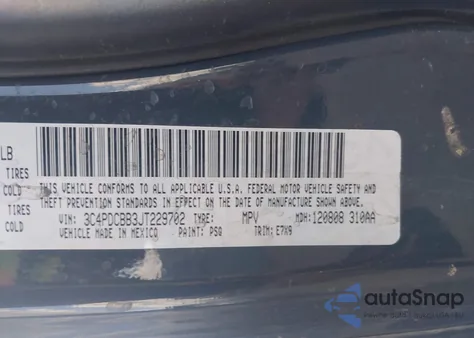 LB
COLD
COLD
THIS VEHICLE CONFORMS TO ALL APPLICABLE U.S.A. FEDERAL MOTOR VEHICLE SAFETY AND
THEFT PREVENTION STANDARDS IN EFFECT ON THE DATE OF MANUFACTURE SHOWN ABOVE.
VIN: 3C4PDCBB3JT229702 TYPE: MPV MDH: 120808 310AA
VEHICLE MADE IN MEXICO PAINT: PSQ TRIM: E7X9
autoSnap